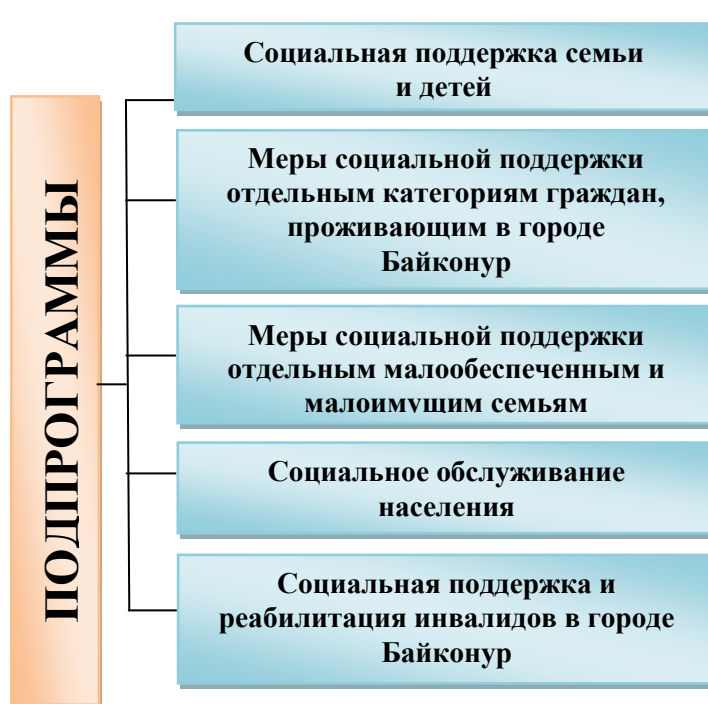 Социальная поддержка семьи
и детей
ПОДПРОГРАММЫ
Меры социальной поддержки
отдельным категориям граждан,
проживающим в городе
Байконур
Меры социальной поддержки
отдельным малообеспеченным и
малоимущим семьям
Социальное обслуживание
населения
Социальная поддержка и
реабилитация инвалидов в городе
Байконур